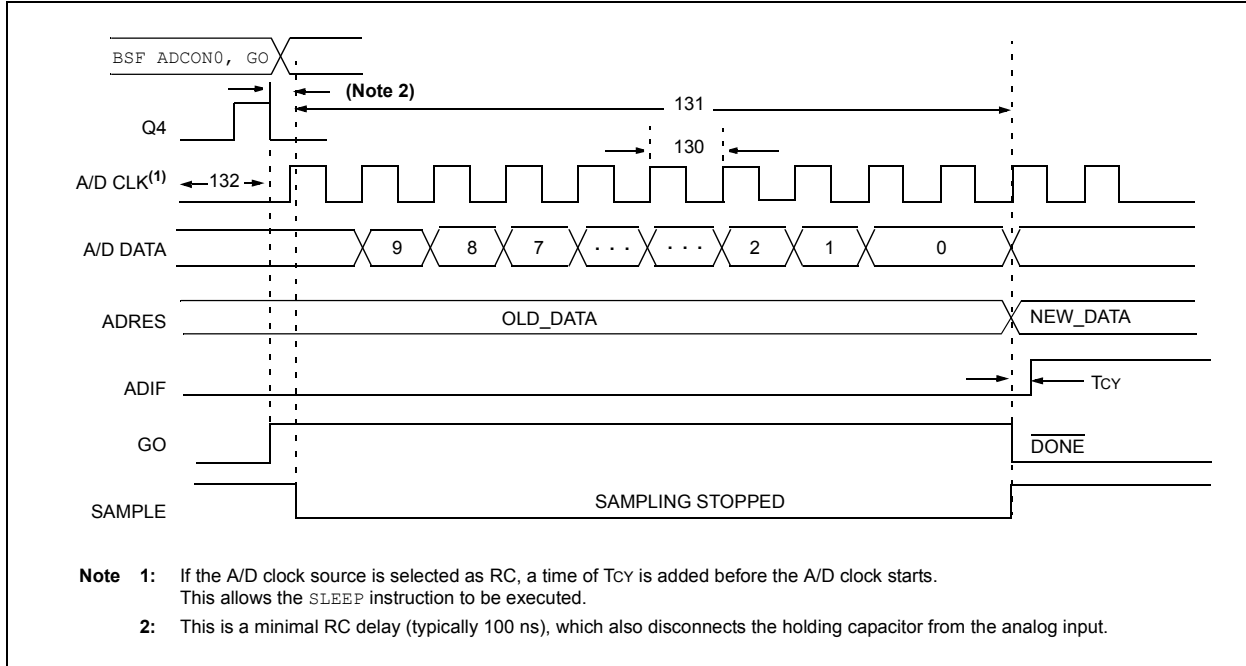 BSF ADCON0, GO
(Note 2)
131
Q4
130
A/D CLK(1)
132
A/D DATA
9 8 7 · · · · · · 2 1 0
ADRES
OLD_DATA
NEW_DATA
ADIF
TCY
GO
DONE
SAMPLE
SAMPLING STOPPED
Note 1: If the A/D clock source is selected as RC, a time of TCY is added before the A/D clock starts.
This allows the SLEEP instruction to be executed.
2: This is a minimal RC delay (typically 100 ns), which also disconnects the holding capacitor from the analog input.